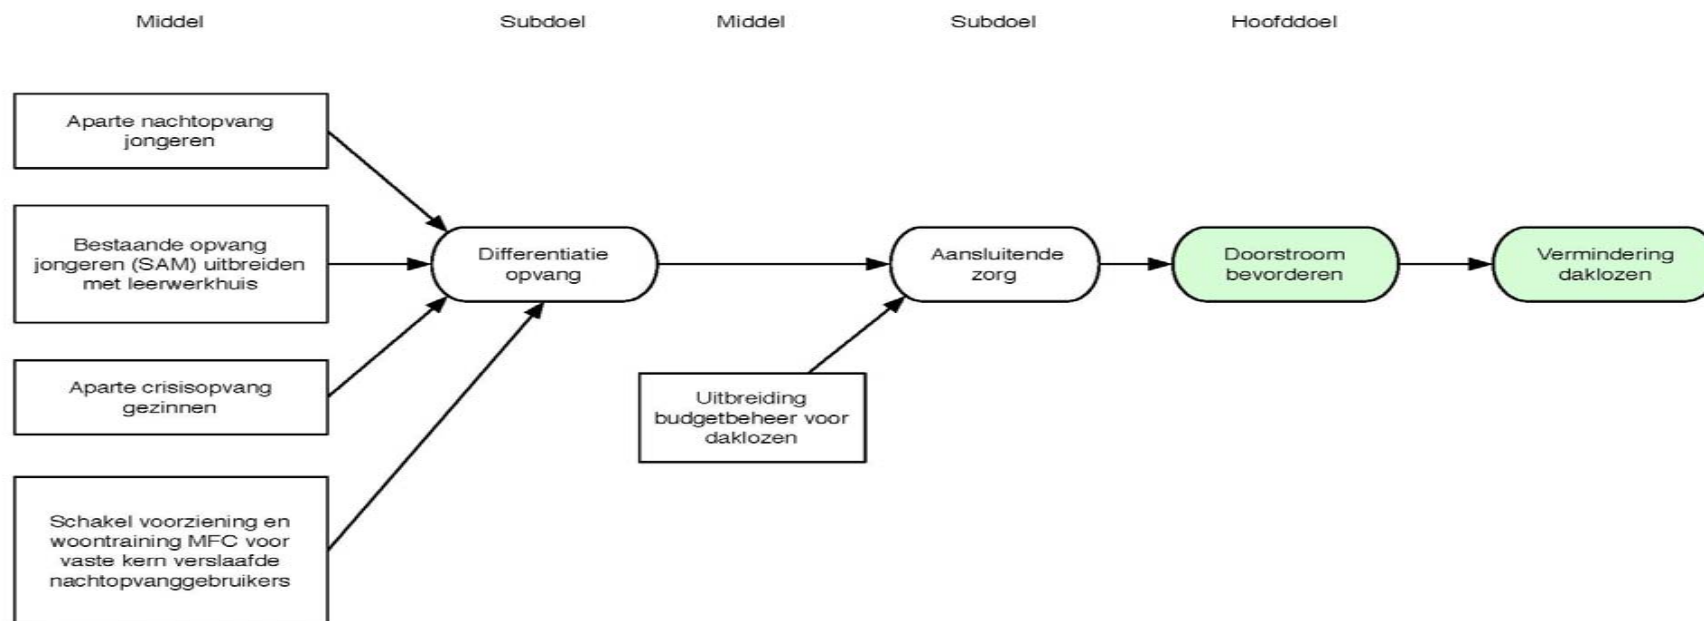 Middel
Subdoel
Middel
Subdoel
Hoofddoel
Aparte nachtopvang
jongeren
Bestaande opvang
jongeren (SAM) uitbreiden
met leerwerkhuis
Aparte crisisopvang
gezinnen
Schakel voorziening en
woontraining MFC voor
vaste kern verslaafde
nachtopvanggebruikers
Differentiatie
opvang
Uitbreiding
budgetbeheer voor
daklozen
Aansluitende
zorg
Doorstroom
bevorderen
Vermindering
daklozen